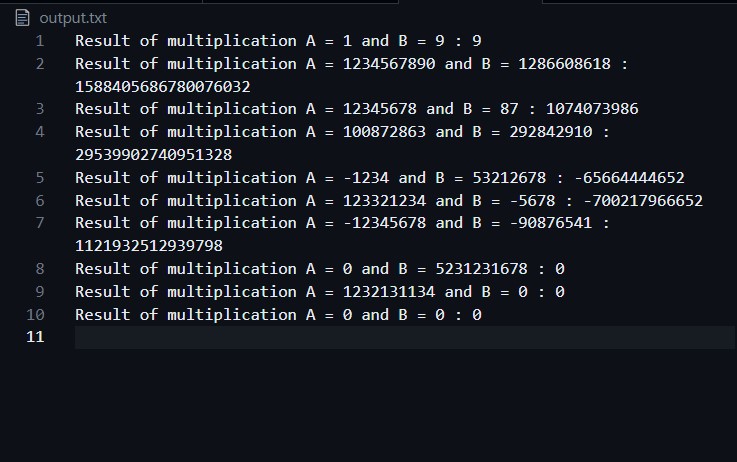 output.txt
1 Result of multiplication A = 1 and B = 9 : 9
2 Result of multiplication A = 1234567890 and B = 1286608618 :
1588405686780076032
3 Result of multiplication A = 12345678 and B = 87 : 1074073986
4 Result of multiplication A = 100872863 and B = 292842910 :
29539902740951328
5 Result of multiplication A = -1234 and B = 53212678 : -65664444652
6 Result of multiplication A = 123321234 and B = -5678 : -700217966652
7 Result of multiplication A = -12345678 and B = -90876541 :
1121932512939798
8 Result of multiplication A = 0 and B = 5231231678 : 0
9 Result of multiplication A = 1232131134 and B = 0 : 0
10 Result of multiplication A = 0 and B = 0 : 0
11